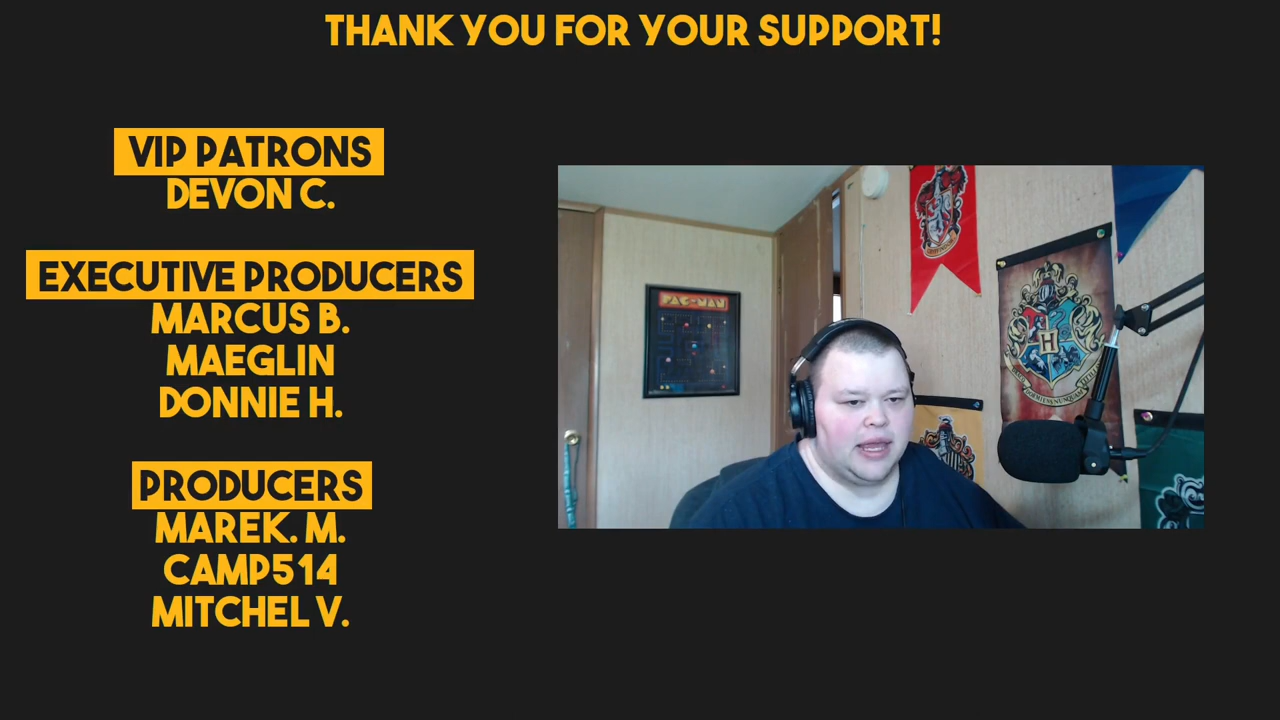 THANK YOU FOR YOUR SUPPORT!
VIP PATRONS
DEVON C.
EXECUTIVE PRODUCERS
MARCUS B.
MAEGLIN
DONNIE H.
PRODUCERS
MAREK. M.
CAMP514
MITCHEL V.
PAC-MAN
H